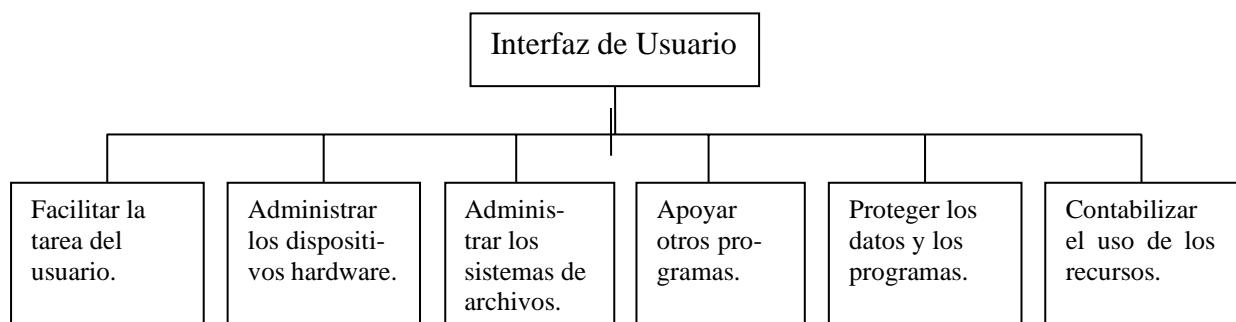 Interfaz de Usuario
Facilitar la
tarea del
usuario.
Administrar
los dispositi-
vos hardware.
Adminis-
trar los
sistemas de
archivos.
Apoyar
otros pro-
gramas.
Proteger los
datos y los
programas.
Contabilizar
el uso de los
recursos.